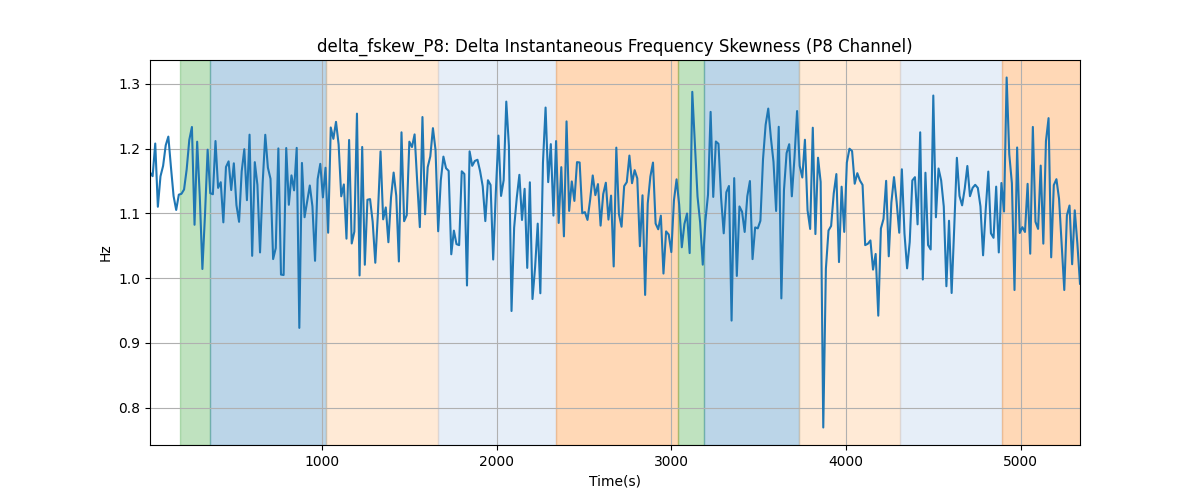 delta_fskew_P8: Delta Instantaneous Frequency Skewness (P8 Channel)
1.3
1.2
1.1
1.0
0.9
0.8
Hz
1000 2000 3000 4000 5000
Time(s)